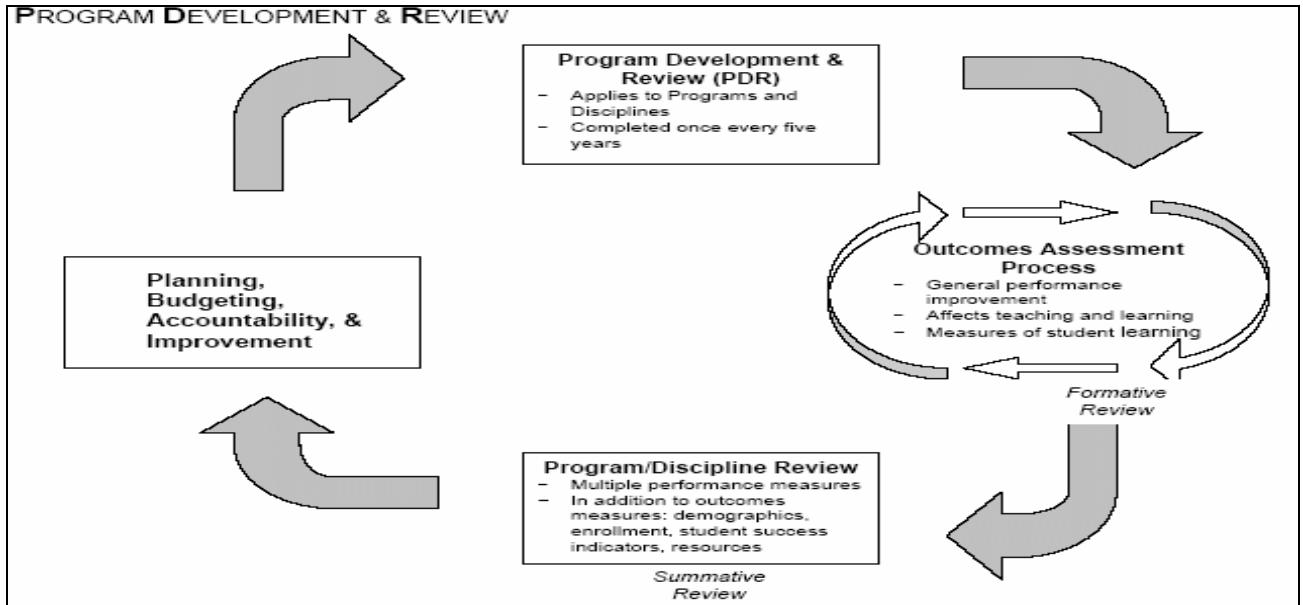 PROGRAM DEVELOPMENT & REVIEW
Program Development &
Review (PDR)
– Applies to Programs and
Disciplines
– Completed once every five
years
Outcomes Assessment
Process
– General performance
improvement
– Affects teaching and learning
– Measures of student learning
Formative
Review
Program/Discipline Review
– Multiple performance measures
– In addition to outcomes
measures: demographics,
enrollment, student success
indicators, resources
Summative
Review
Planning,
Budgeting,
Accountability, &
Improvement